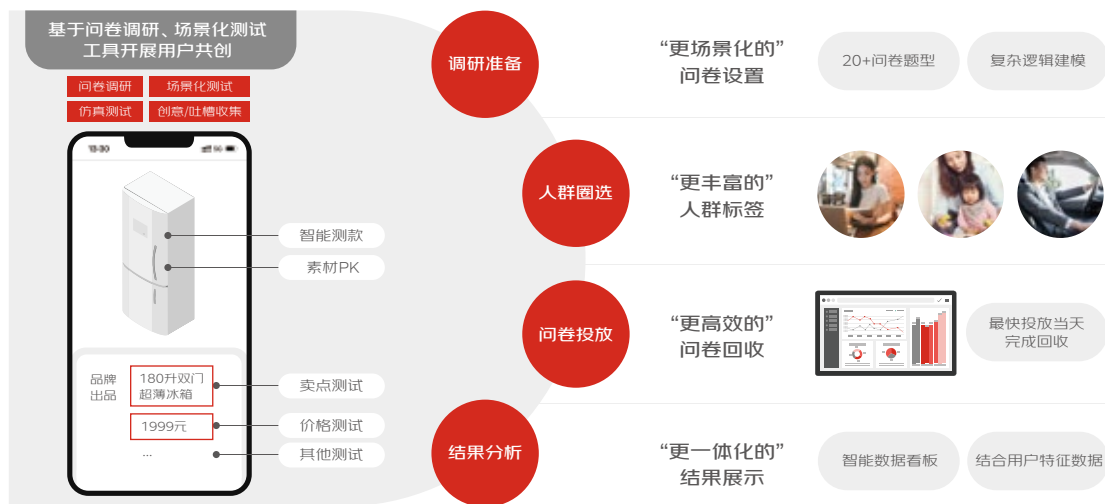 基于问卷调研、场景化测试
工具开展用户共创
问卷调研
场景化测试
仿真测试
创意/吐槽收集
13:30
智能测款
素材PK
品牌
出品
180升双门
超薄冰箱
1999元
...
卖点测试
价格测试
其他测试
调研准备
“更场景化的”
问卷设置
20+问卷题型
复杂逻辑建模
人群圈选
“更丰富的”
人群标签
问卷投放
“更高效的”
问卷回收
最快投放当天
完成回收
结果分析
“更一体化的”
结果展示
智能数据看板
结合用户特征数据